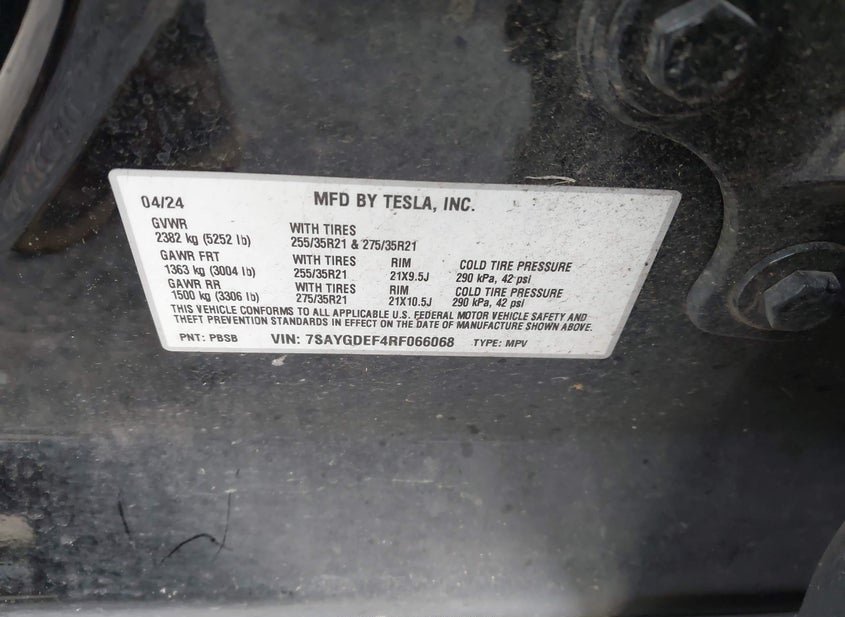 04/24 MFD BY TESLA, INC.
GVWR WITH TIRES
2382 kg (5252 lb) 255/35R21 & 275/35R21
GAWR FRT WITH TIRES RIM COLD TIRE PRESSURE
1363 kg (3004 lb) 255/35R21 21X9.5J 290 kPa, 42 psi
GAWR RR WITH TIRES RIM COLD TIRE PRESSURE
1500 kg (3306 lb) 275/35R21 21X10.5J 290 kPa, 42 psi
THIS VEHICLE CONFORMS TO ALL APPLICABLE U.S. FEDERAL MOTOR VEHICLE SAFETY AND
THEFT PREVENTION STANDARDS IN EFFECT ON THE DATE OF MANUFACTURE SHOWN ABOVE.
PNT: PBSB VIN: 7SAYGDEF4RF066068 TYPE: MPV